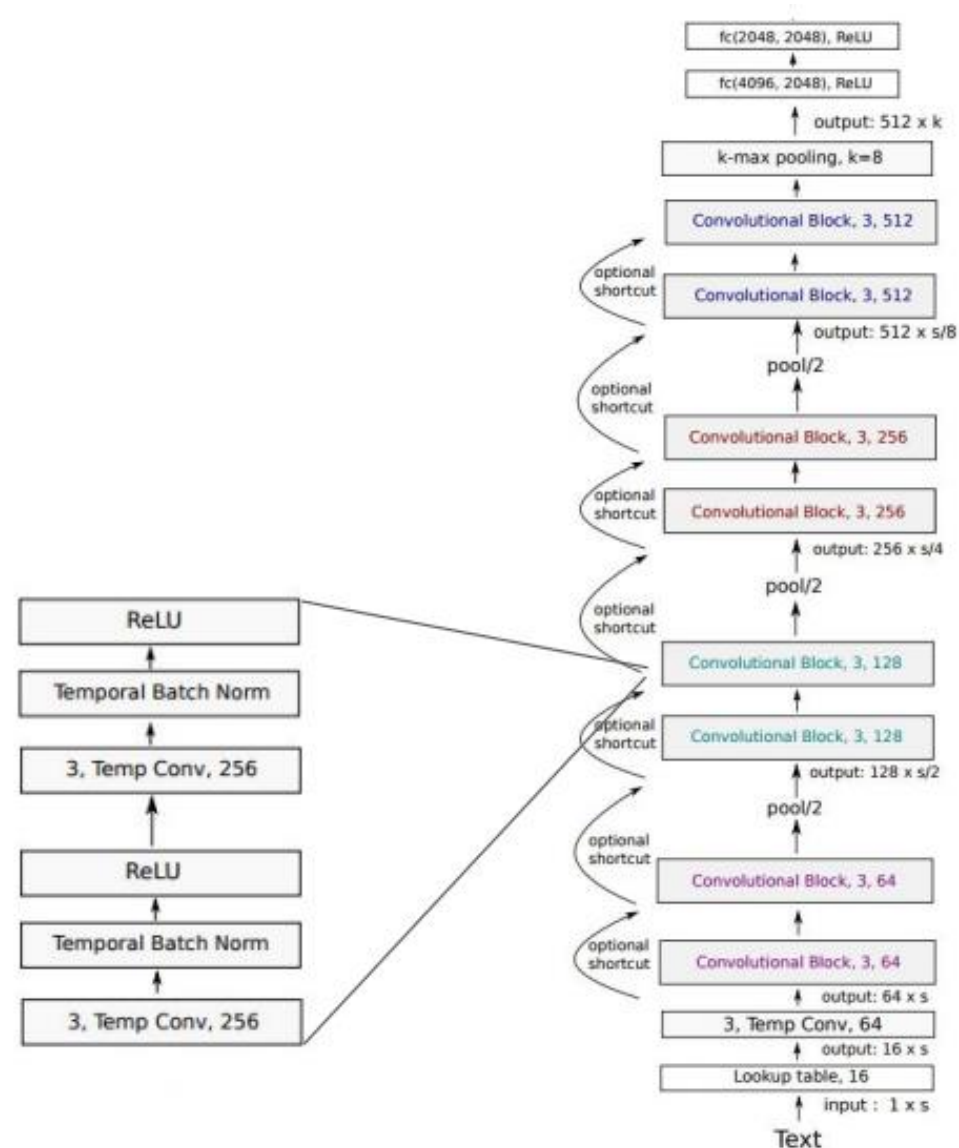 fc(2048, 2048), ReLU
fc(4096, 2048), ReLU
output: 512 x k
k-max pooling, k=8
Convolutional Block, 3, 512
optional
shortcut
Convolutional Block, 3, 512
output: 512 x s/8
pool/2
optional
shortcut
Convolutional Block, 3, 256
optional
shortcut
Convolutional Block, 3, 256
output: 256 x s/4
pool/2
optional
shortcut
Convolutional Block, 3, 128
optional
shortcut
Convolutional Block, 3, 128
output: 128 x s/2
pool/2
optional
shortcut
Convolutional Block, 3, 64
optional
shortcut
Convolutional Block, 3, 64
output: 64 x s
3, Temp Conv, 64
output: 16 x s
Lookup table, 16
input : 1 x s
Text
ReLU
Temporal Batch Norm
3, Temp Conv, 256
ReLU
Temporal Batch Norm
3, Temp Conv, 256